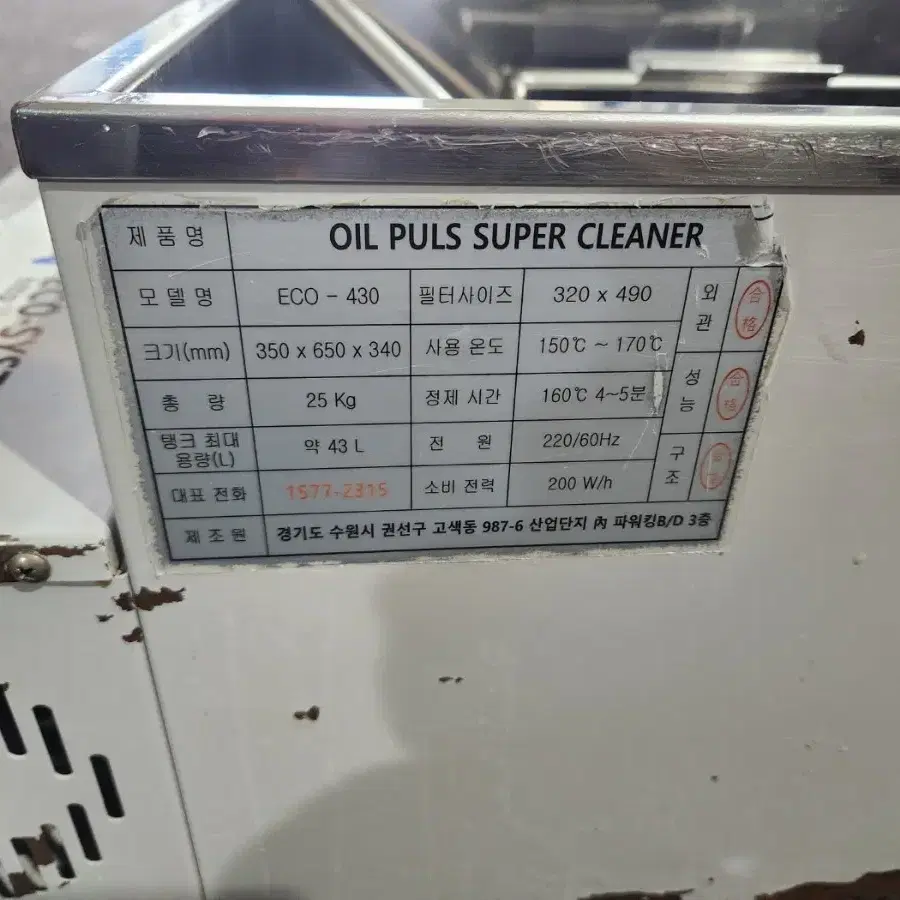 제 품 명 OIL PULS SUPER CLEANER
모 델 명 ECO - 430 필터사이즈 320 x 490 외관 合格
크기(mm) 350 x 650 x 340 사용 온도 150℃ ~ 170℃
총 량 25 Kg 정제 시간 160℃ 4~5분 성능 合格
탱크 최대
용량(L) 약 43 L 전 원 220/60Hz
대표 전화 1577-2315 소비 전력 200 W/h 구조 合格
제 조 원 경기도 수원시 권선구 고색동 987-6 산업단지 內 파워킹B/D 3층